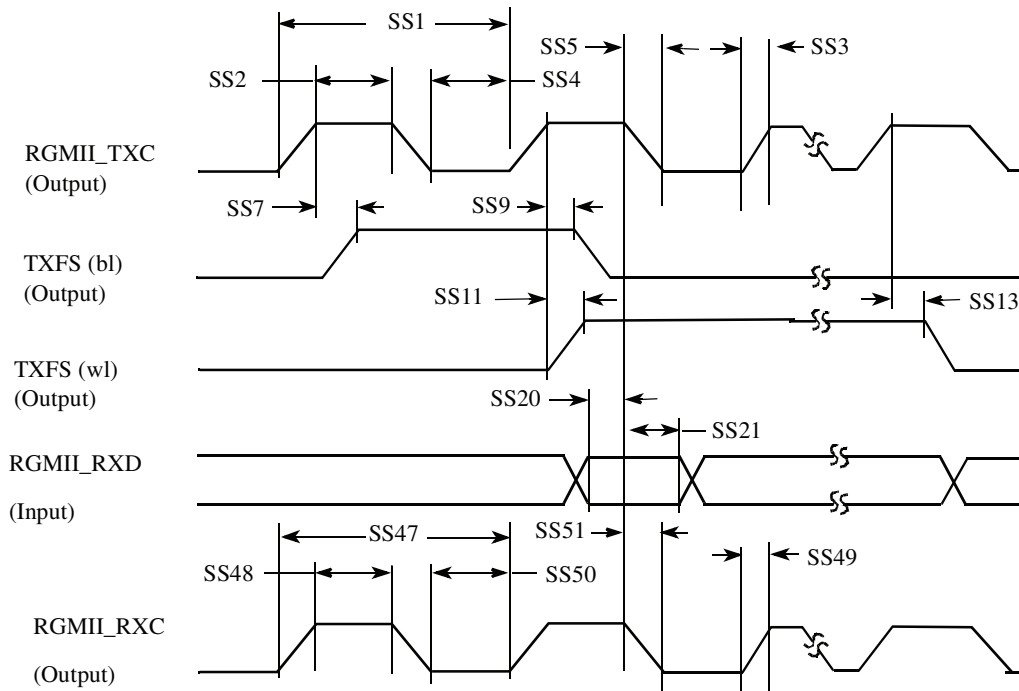 SS1
SS5
SS3
SS2
SS4
RGMII_TXC
(Output)
SS7
SS9
TXFS (bl)
(Output)
SS11
SS13
TXFS (wl)
(Output)
SS20
SS21
RGMII_RXD
(Input)
SS47
SS51
SS49
SS48
SS50
RGMII_RXC
(Output)